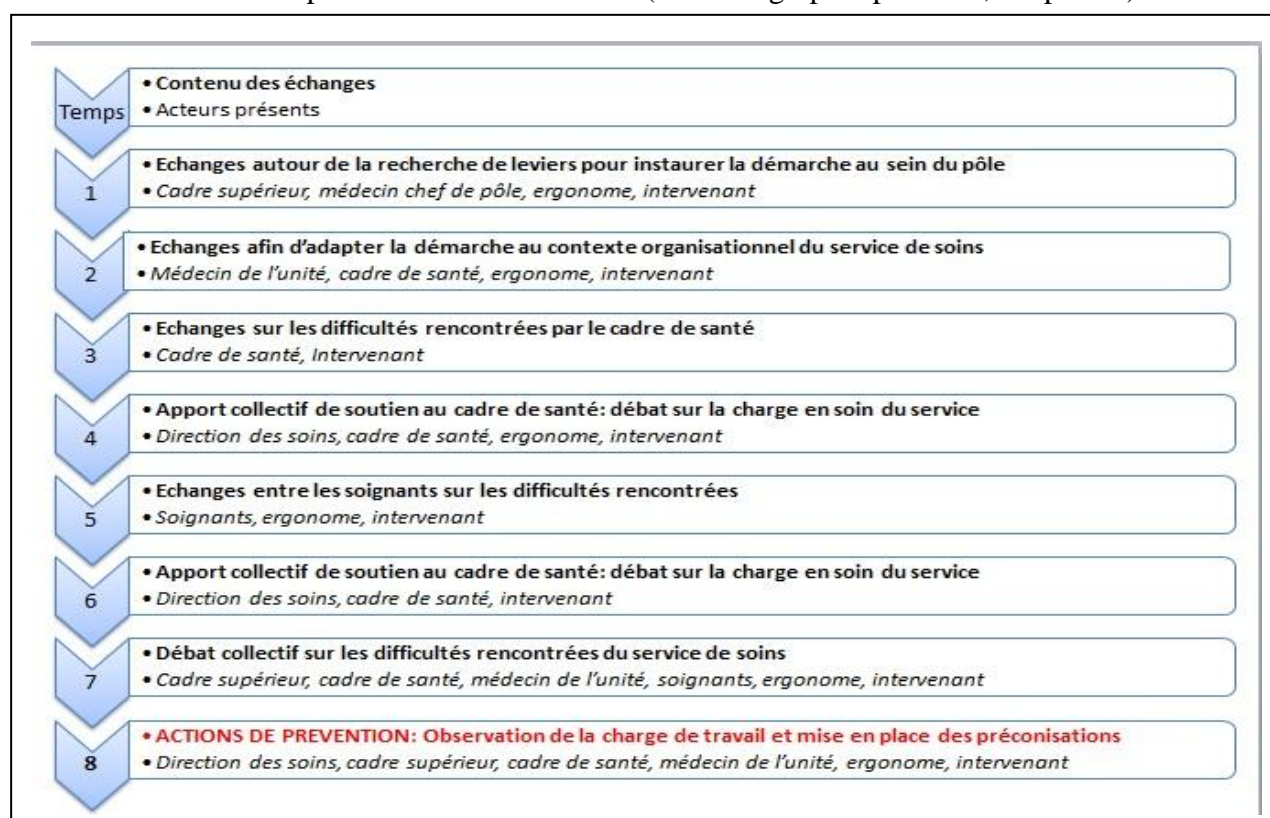 Temps
• Contenu des échanges
• Acteurs présents
1
• Echanges autour de la recherche de leviers pour instaurer la démarche au sein du pôle
• Cadre supérieur, médecin chef de pôle, ergonome, intervenant
2
• Echanges afin d'adapter la démarche au contexte organisationnel du service de soins
• Médecin de l'unité, cadre de santé, ergonome, intervenant
3
• Echanges sur les difficultés rencontrées par le cadre de santé
• Cadre de santé, Intervenant
4
• Apport collectif de soutien au cadre de santé: débat sur la charge en soin du service
• Direction des soins, cadre de santé, ergonome, intervenant
5
• Echanges entre les soignants sur les difficultés rencontrées
• Soignants, ergonome, intervenant
6
• Apport collectif de soutien au cadre de santé: débat sur la charge en soin du service
• Direction des soins, cadre de santé, intervenant
7
• Débat collectif sur les difficultés rencontrées du service de soins
• Cadre supérieur, cadre de santé, médecin de l'unité, soignants, ergonome, intervenant
8
• ACTIONS DE PREVENTION: Observation de la charge de travail et mise en place des préconisations
• Direction des soins, cadre supérieur, cadre de santé, médecin de l'unité, ergonome, intervenant